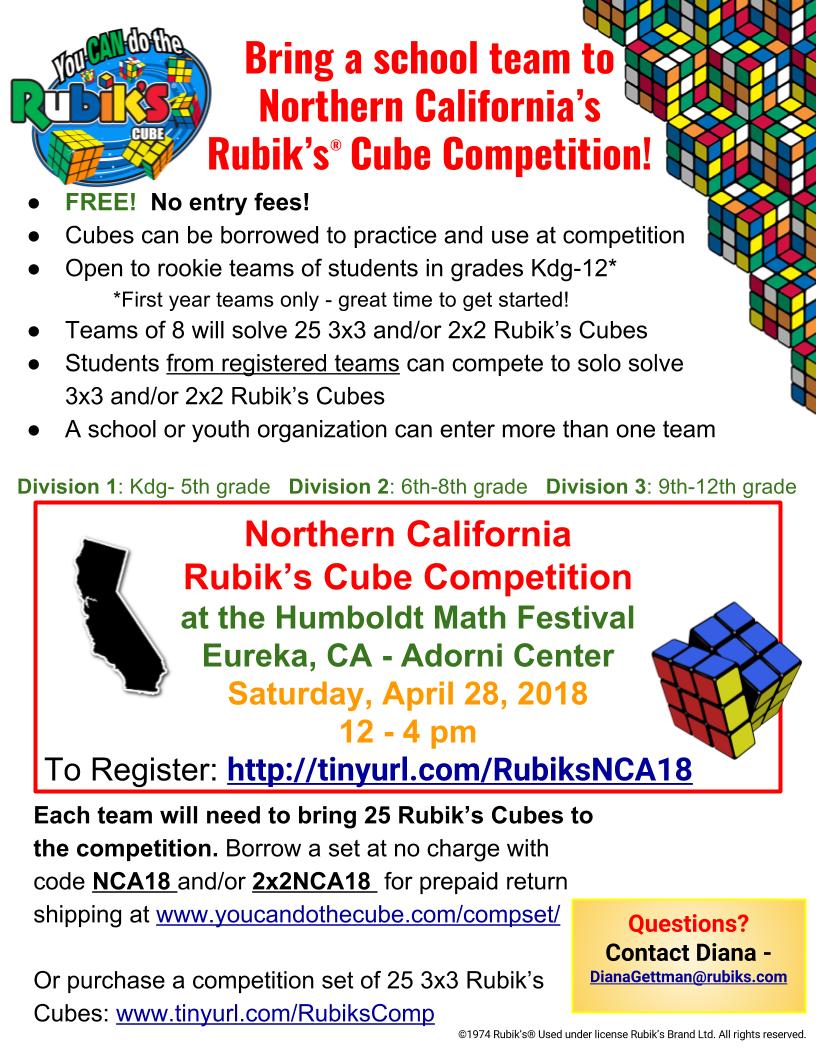 You CAN do the
Rubik's
CUBE
Bring a school team to
Northern California's
Rubik's® Cube Competition!
● FREE! No entry fees!
● Cubes can be borrowed to practice and use at competition
● Open to rookie teams of students in grades Kdg-12*
*First year teams only - great time to get started!
● Teams of 8 will solve 25 3x3 and/or 2x2 Rubik's Cubes
● Students from registered teams can compete to solo solve
3x3 and/or 2x2 Rubik's Cubes
● A school or youth organization can enter more than one team
Division 1: Kdg- 5th grade Division 2: 6th-8th grade Division 3: 9th-12th grade
Northern California
Rubik's Cube Competition
at the Humboldt Math Festival
Eureka, CA - Adorni Center
Saturday, April 28, 2018
12 - 4 pm
To Register: http://tinyurl.com/RubiksNCA18
Each team will need to bring 25 Rubik's Cubes to
the competition. Borrow a set at no charge with
code NCA18 and/or 2x2NCA18 for prepaid return
shipping at www.youcandothecube.com/compset/
Or purchase a competition set of 25 3x3 Rubik's
Cubes: www.tinyurl.com/RubiksComp
Questions?
Contact Diana -
DianaGettman@rubiks.com
©1974 Rubik's® Used under license Rubik's Brand Ltd. All rights reserved.